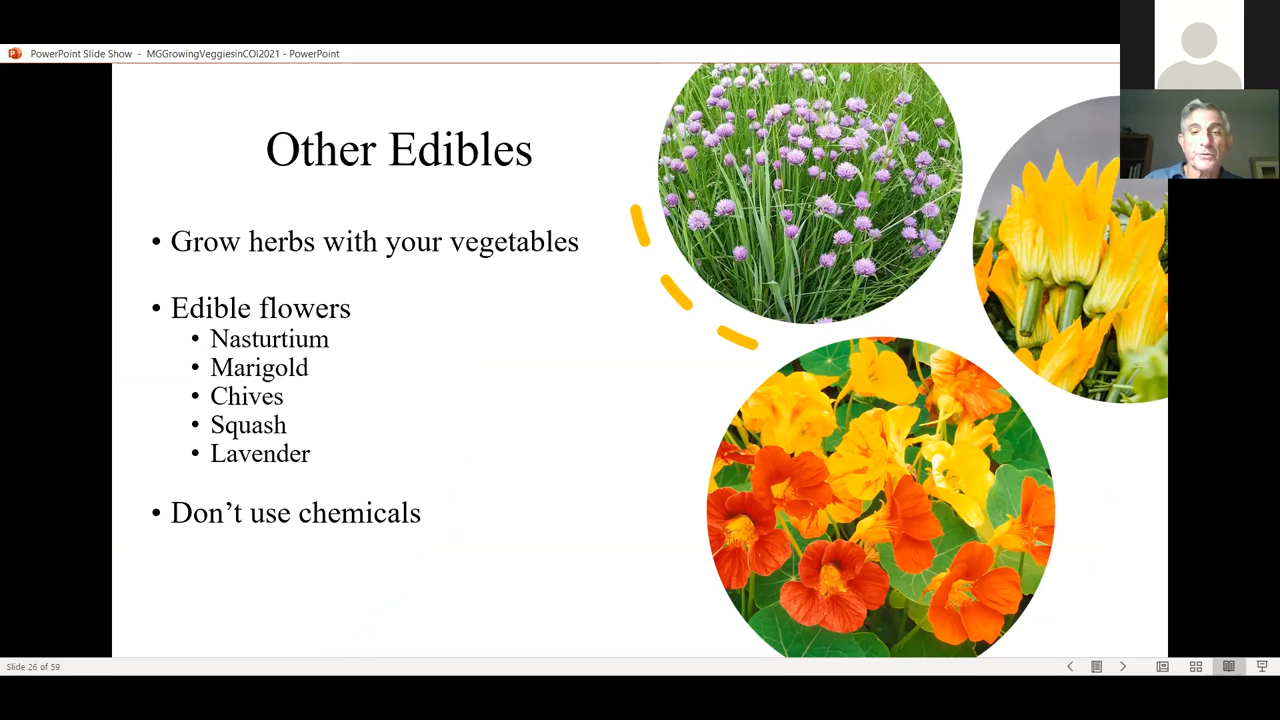 PowerPoint Slide Show - MGGrowingVeggiesinCOI2021 - PowerPoint
Other Edibles
• Grow herbs with your vegetables
• Edible flowers
• Nasturtium
• Marigold
• Chives
• Squash
• Lavender
• Don’t use chemicals
Slide 26 of 59